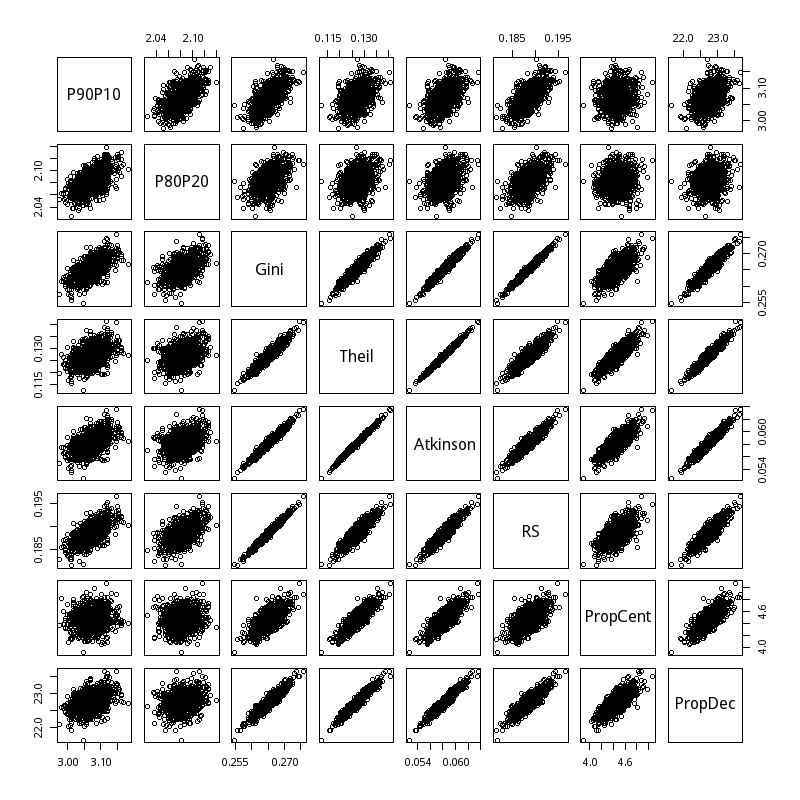 2.04 2.10 0.115 0.130 0.185 0.195 22.0 23.0
P90P10 3.00 3.10
2.04 2.10 P80P20
Gini 0.255 0.270
0.115 0.130 Theil
Atkinson 0.054 0.060
0.185 0.195 RS
PropCent 4.0 4.6
22.0 23.0 PropDec
3.00 3.10 0.255 0.270 0.054 0.060 4.0 4.6